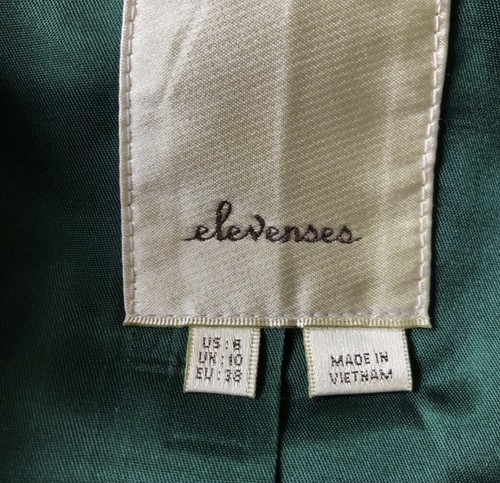 elevenses
US : 6
UK : 10
EU : 38
MADE IN
VIETNAM